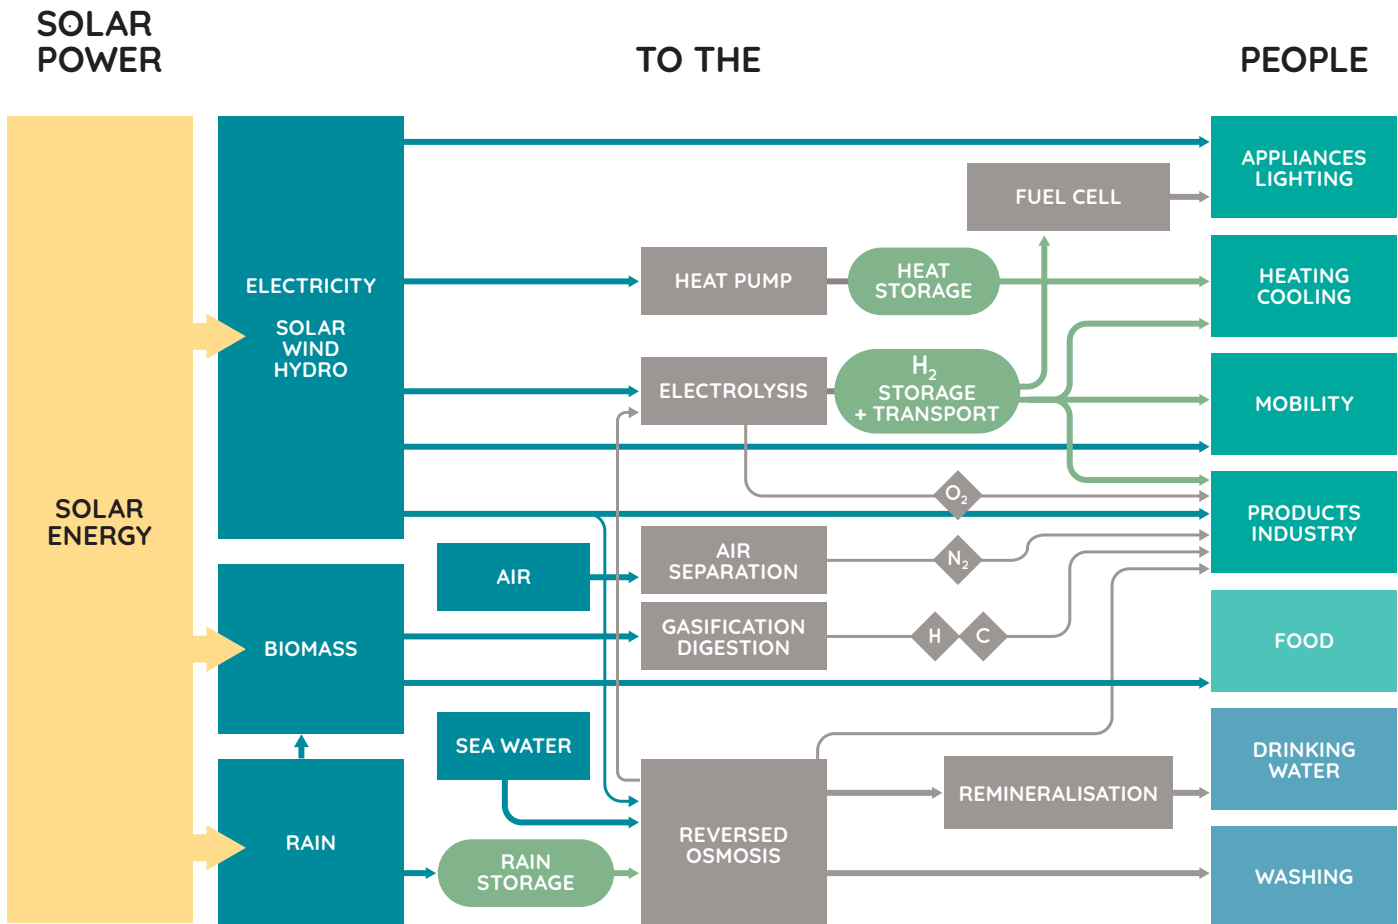 SOLAR
POWER
TO THE
PEOPLE
SOLAR
ENERGY
ELECTRICITY
SOLAR
WIND
HYDRO
BIOMASS
RAIN
AIR
SEA WATER
RAIN
STORAGE
HEAT PUMP
HEAT
STORAGE
ELECTROLYSIS
H₂
STORAGE
+ TRANSPORT
FUEL CELL
O₂
AIR
SEPARATION
N₂
GASIFICATION
DIGESTION
H
C
REVERSED
OSMOSIS
REMINERALISATION
APPLIANCES
LIGHTING
HEATING
COOLING
MOBILITY
PRODUCTS
INDUSTRY
FOOD
DRINKING
WATER
WASHING